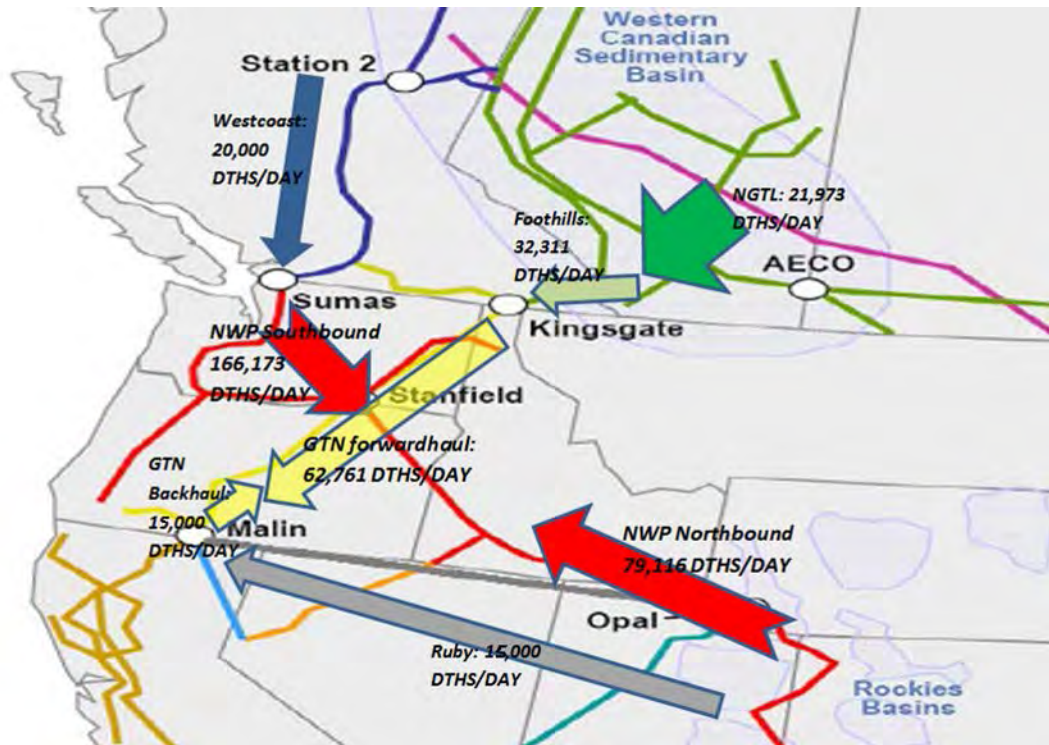 Western
Canadian
Sedimentary
Basin
Station 2
Westcoast:
20,000
DTHS/DAY
NGTL: 21,973
DTHS/DAY
Foothills:
32,311
DTHS/DAY
AECO
Sumas
Kingsgate
NWP Southbound
166,173
DTHS/DAY
Stanfield
GTN forwardhaul:
62,761 DTHS/DAY
GTN
Backhaul:
15,000
DTHS/DAY
Malin
NWP Northbound
79,116 DTHS/DAY
Opal
Ruby: 15,000
DTHS/DAY
Rockies
Basins